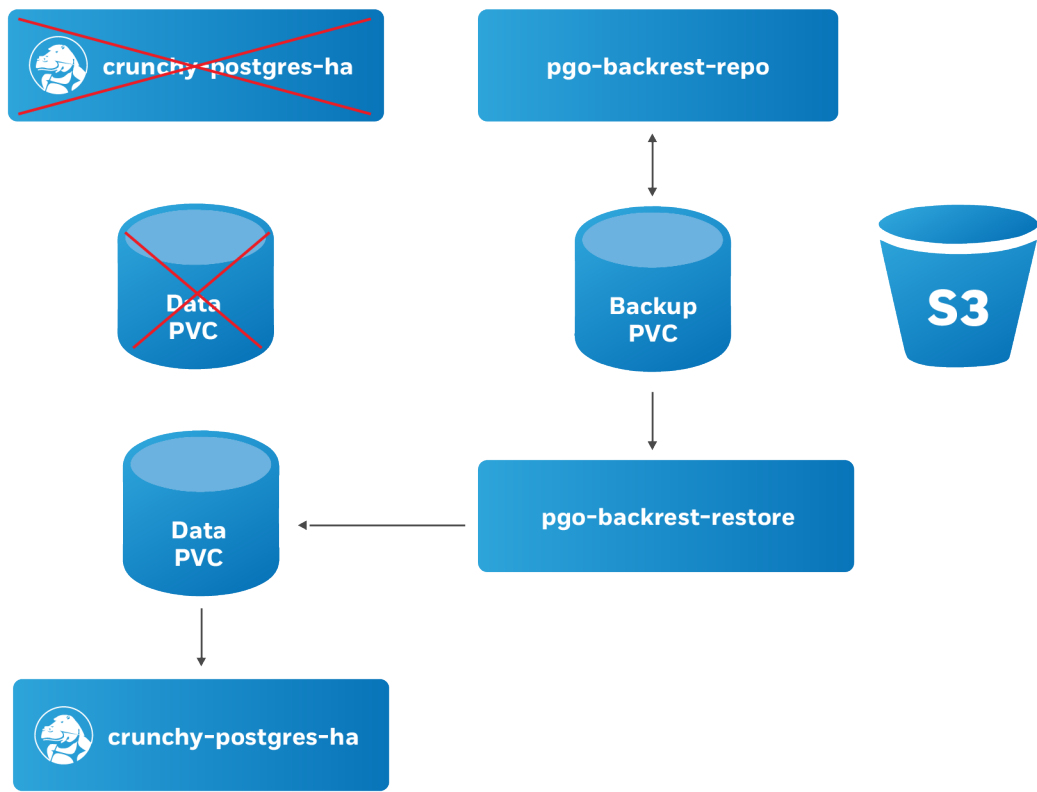 crunchy-postgres-ha
pgo-backrest-repo
Data
PVC
Backup
PVC
S3
Data
PVC
pgo-backrest-restore
crunchy-postgres-ha